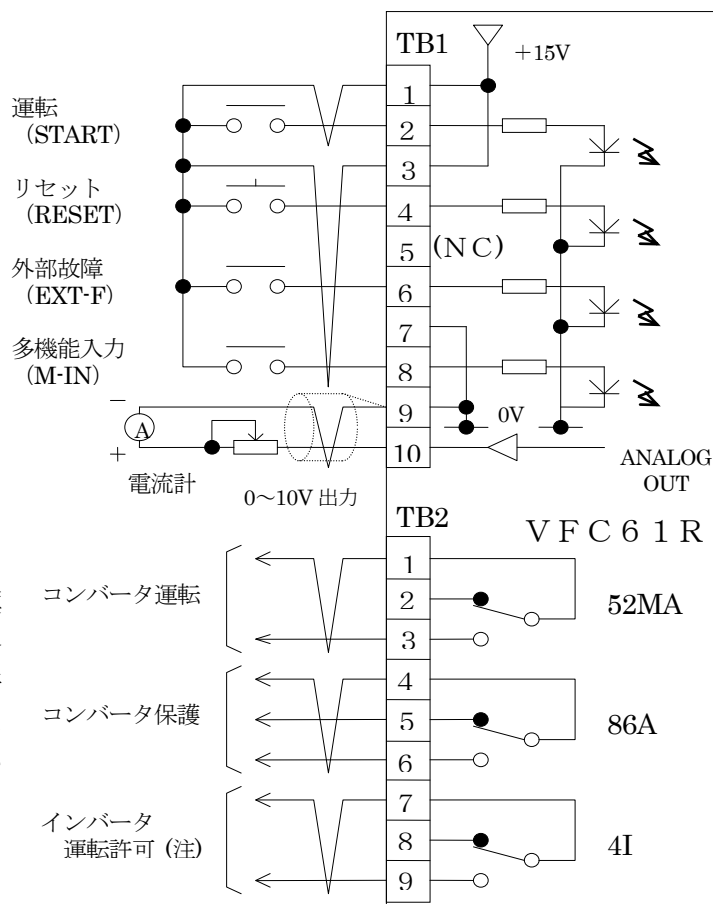 TB1
+15V
運転
(START)
リセット
(RESET)
外部故障
(EXT-F)
多機能入力
(M-IN)
1
2
3
4
5
(NC)
6
7
8
9
10
0V
ANALOG
OUT
−
A
+
電流計
0～10V 出力
TB2
ＶＦＣ６１Ｒ
コンバータ運転
1
2
3
52MA
コンバータ保護
4
5
6
86A
インバータ
運転許可 (注)
7
8
9
4I